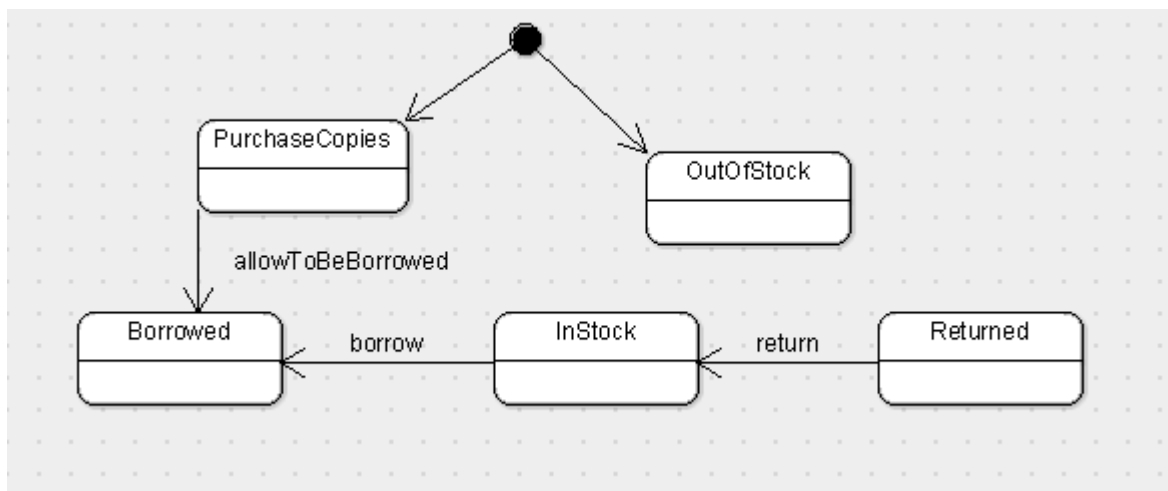 PurchaseCopies
OutOfStock
allowToBeBorrowed
Borrowed
borrow
InStock
return
Returned